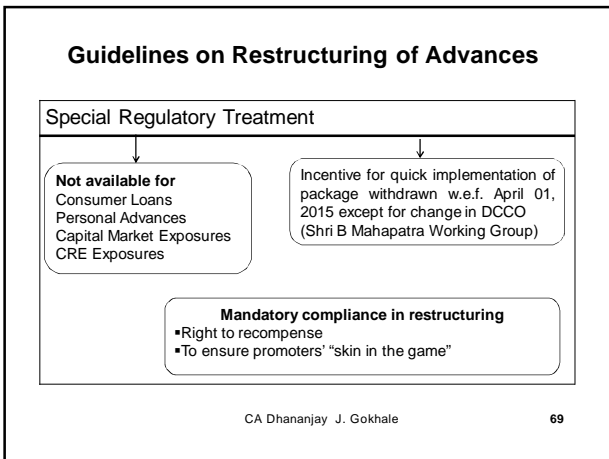 Guidelines on Restructuring of Advances
Special Regulatory Treatment
Not available for
Consumer Loans
Personal Advances
Capital Market Exposures
CRE Exposures
Incentive for quick implementation of
package withdrawn w.e.f. April 01,
2015 except for change in DCCO
(Shri B Mahapatra Working Group)
Mandatory compliance in restructuring
▪Right to recompense
▪To ensure promoters' “skin in the game”
CA Dhananjay J. Gokhale
69